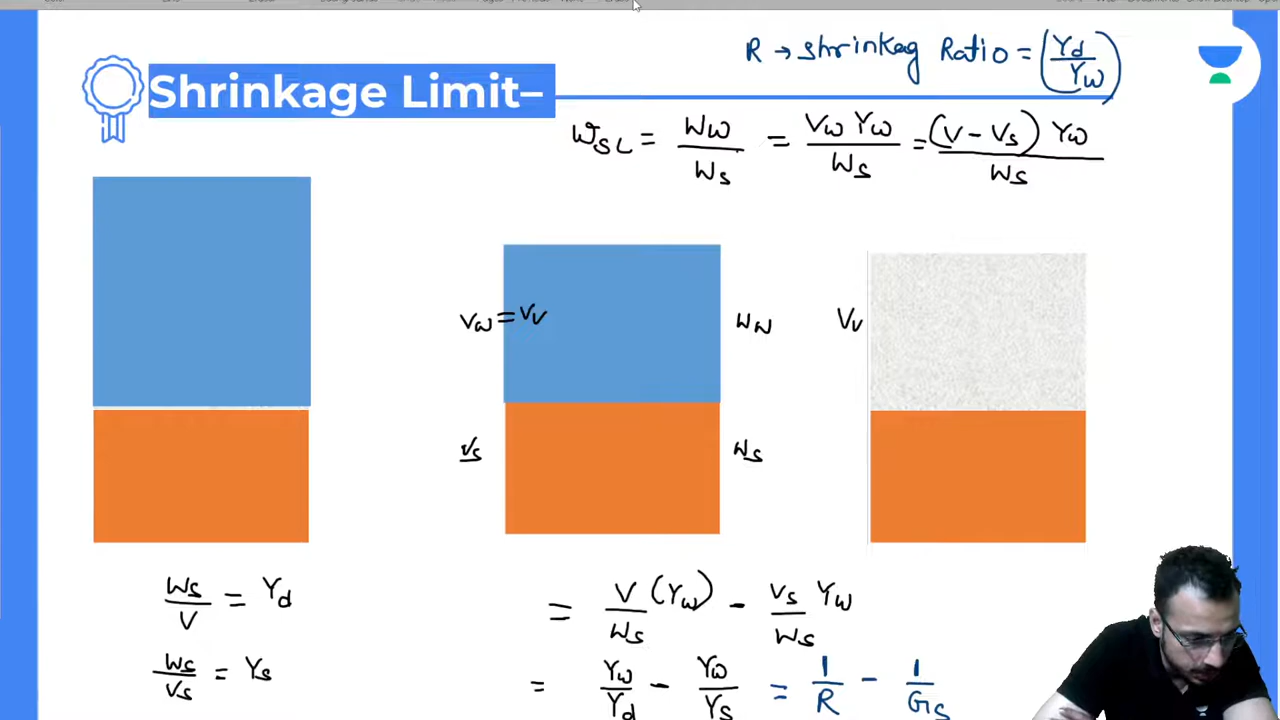 R → shrinkag Ratio = (γd / γw)
Shrinkage Limit–
WSL = Ww / Ws = Vw γw / Ws = (V - Vs) γw / Ws
Vw = Vv
Ww
Vv
Vs
Ws
Ws / V = γd
= V / Ws (γw) - Vs / Ws γw
Ws / Vs = γs
= γw / γd - γw / γs = 1 / R - 1 / Gs